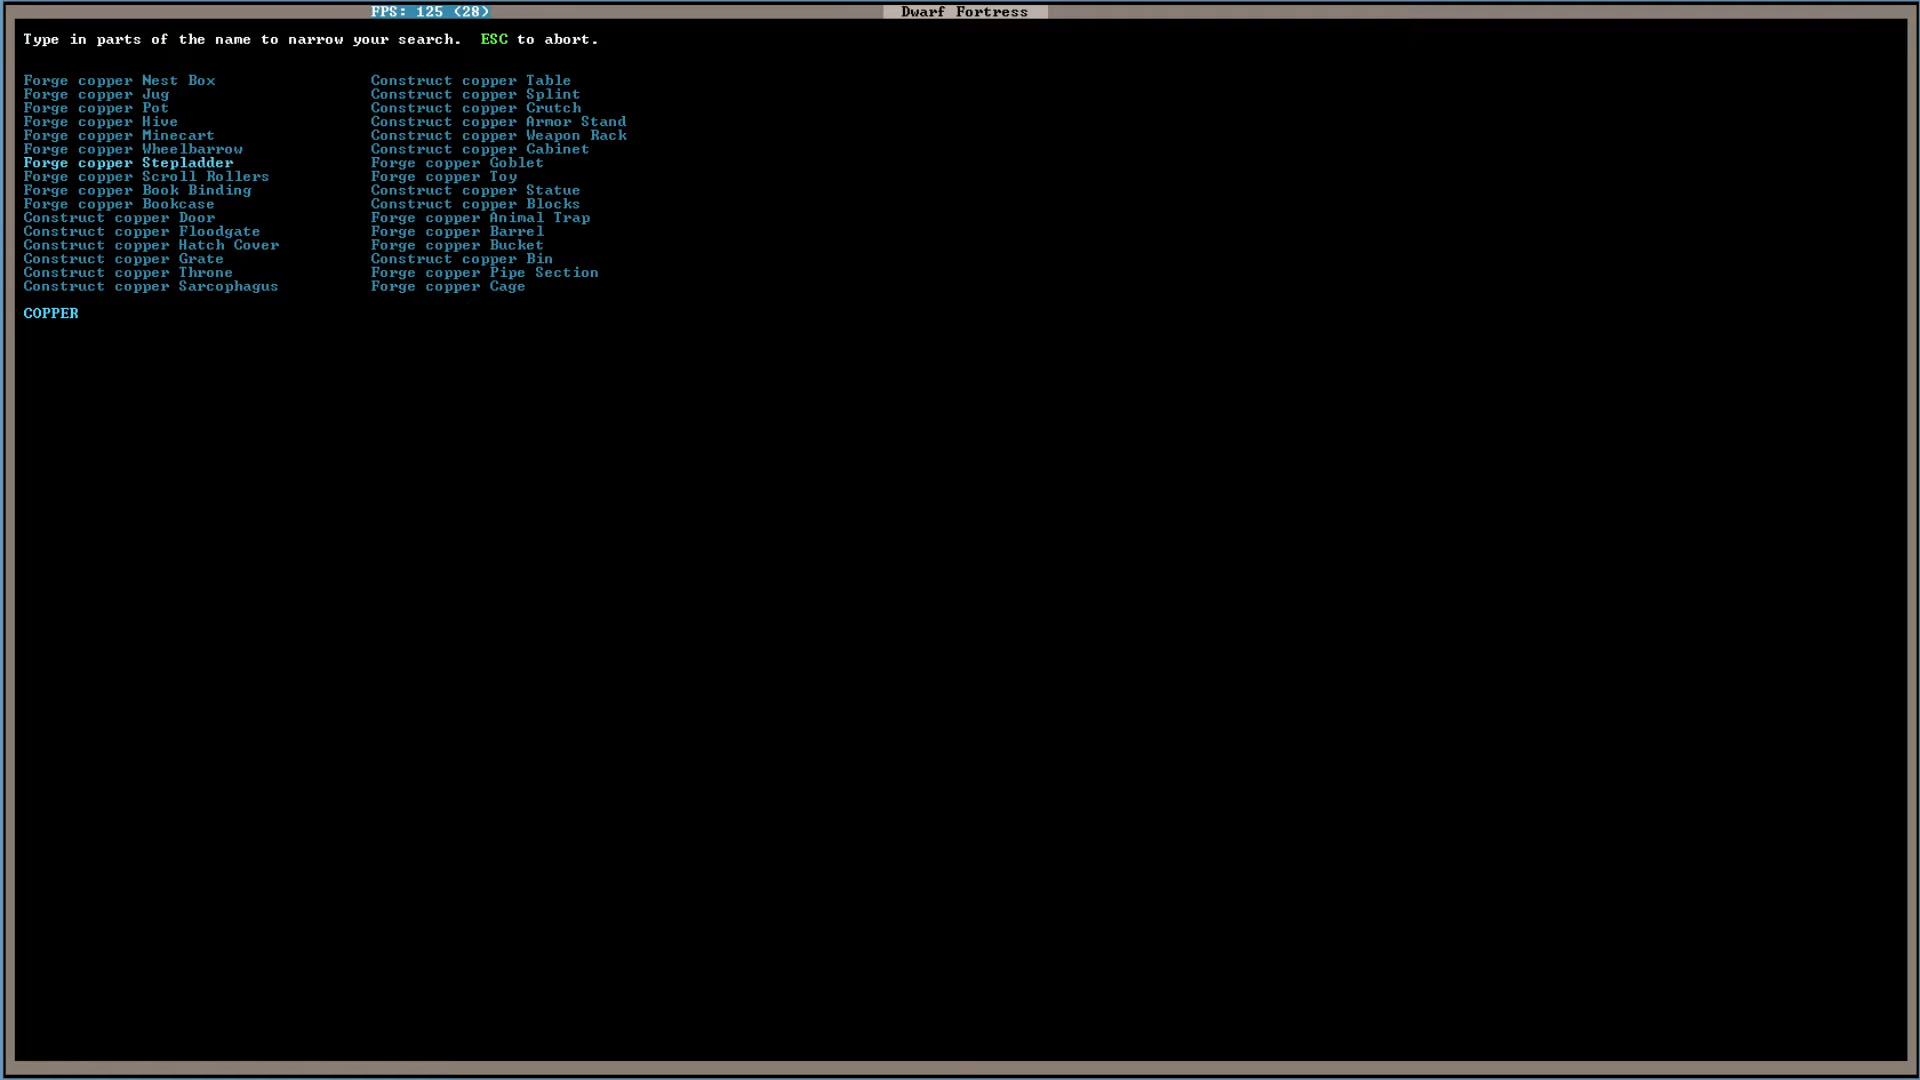 FPS: 125 (28) Dwarf Fortress
Type in parts of the name to narrow your search. ESC to abort.
Forge copper Nest Box
Forge copper Jug
Forge copper Pot
Forge copper Hive
Forge copper Minecart
Forge copper Wheelbarrow
Forge copper Stepladder
Forge copper Scroll Rollers
Forge copper Book Binding
Forge copper Bookcase
Construct copper Door
Construct copper Floodgate
Construct copper Hatch Cover
Construct copper Grate
Construct copper Throne
Construct copper Sarcophagus
Construct copper Table
Construct copper Splint
Construct copper Crutch
Construct copper Armor Stand
Construct copper Weapon Rack
Construct copper Cabinet
Forge copper Goblet
Forge copper Toy
Construct copper Statue
Construct copper Blocks
Forge copper Animal Trap
Forge copper Barrel
Forge copper Bucket
Construct copper Bin
Forge copper Pipe Section
Forge copper Cage
COPPER